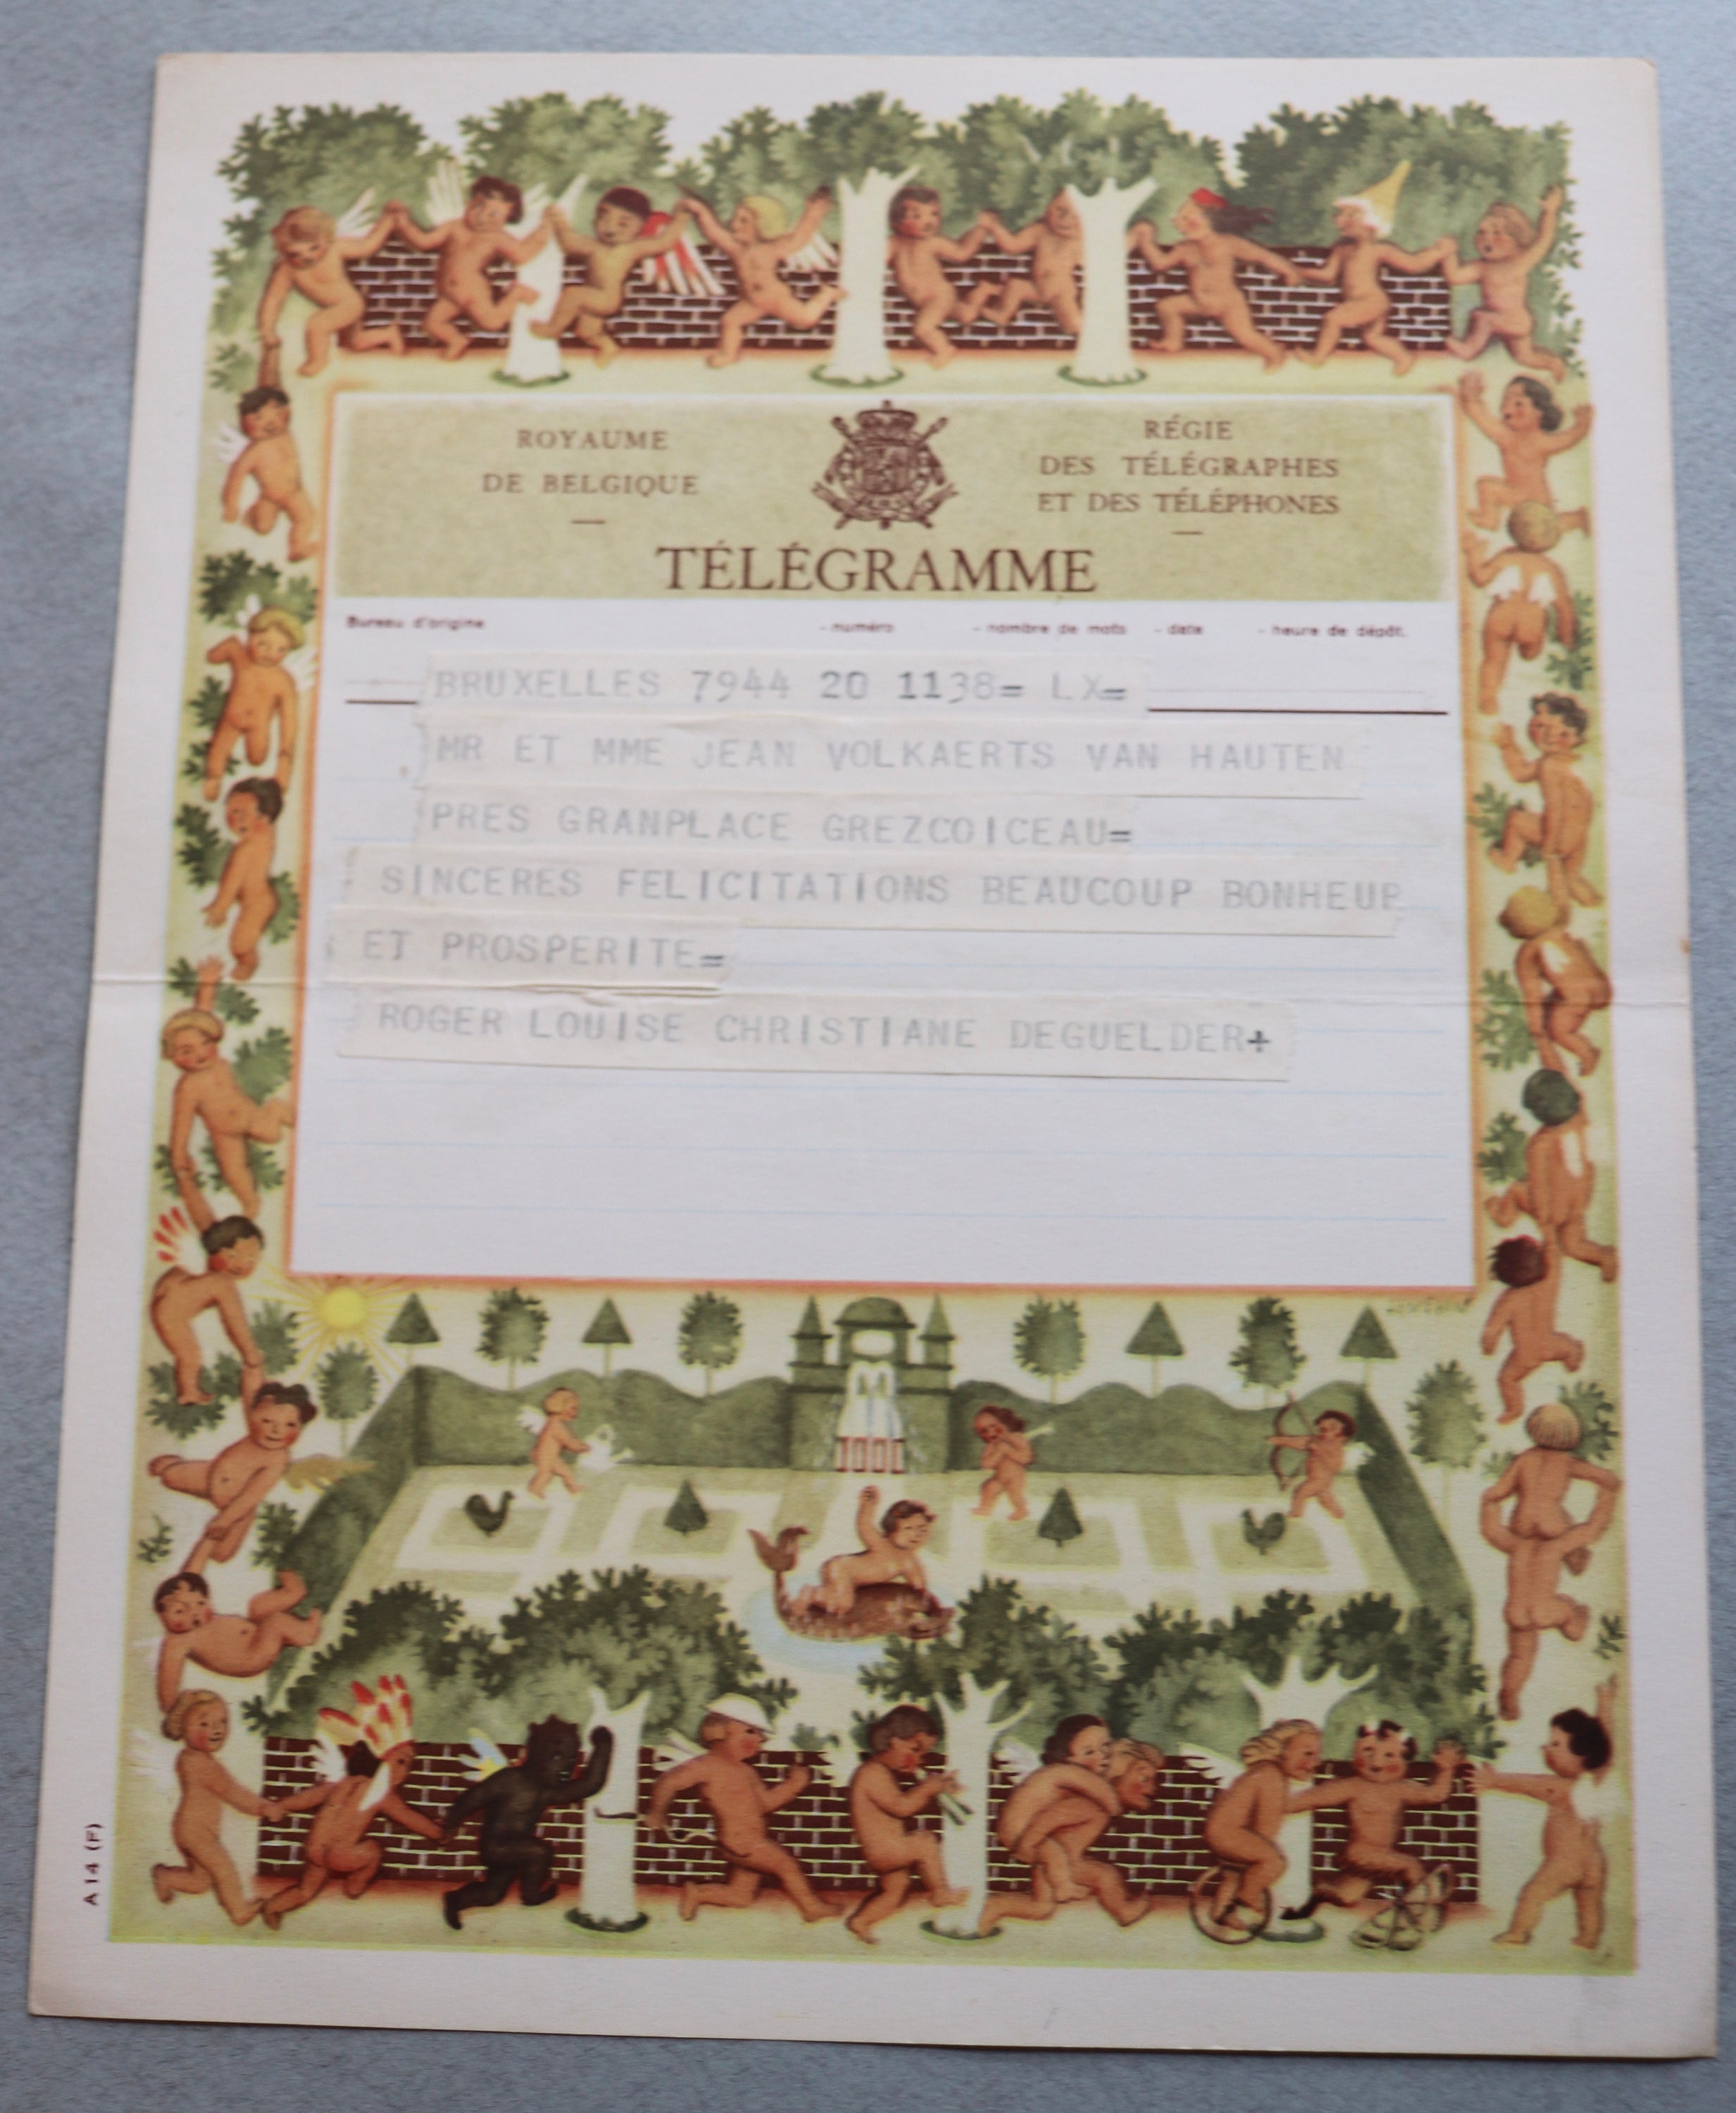 ROYAUME
DE BELGIQUE
RÉGIE
DES TÉLÉGRAPHES
ET DES TÉLÉPHONES
TÉLÉGRAMME
Bureau d'origine - numéro - nombre de mots - date - heure de dépôt.
BRUXELLES 7944 20 1138= LX=
MR ET MME JEAN VOLKAERTS VAN HAUTEN
PRES GRANPLACE GREZCOICEAU=
SINCERES FELICITATIONS BEAUCOUP BONHEUR
ET PROSPERITE=
ROGER LOUISE CHRISTIANE DEGUELDER+
A 14 (F)